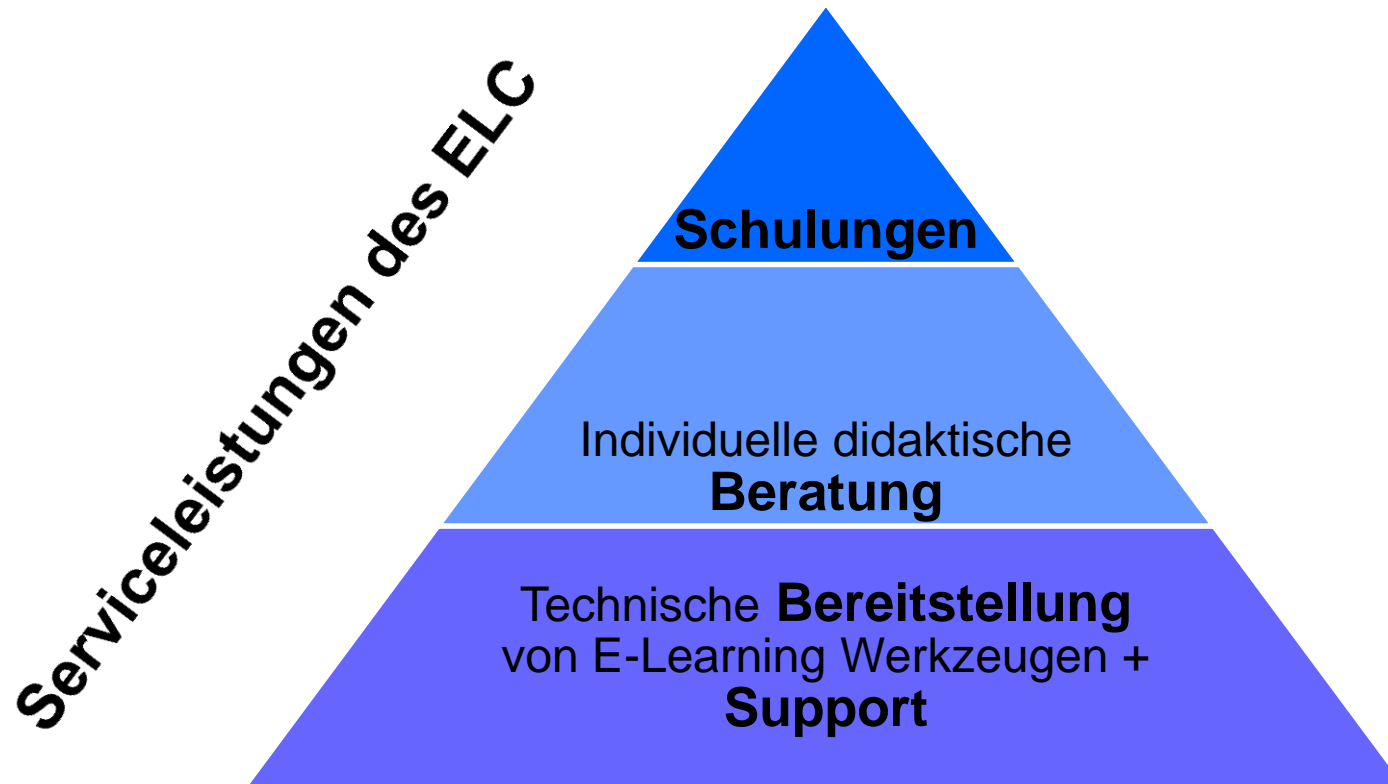 Serviceleistungen des ELC
Schulungen
Individuelle didaktische
Beratung
Technische Bereitstellung
von E-Learning Werkzeugen +
Support